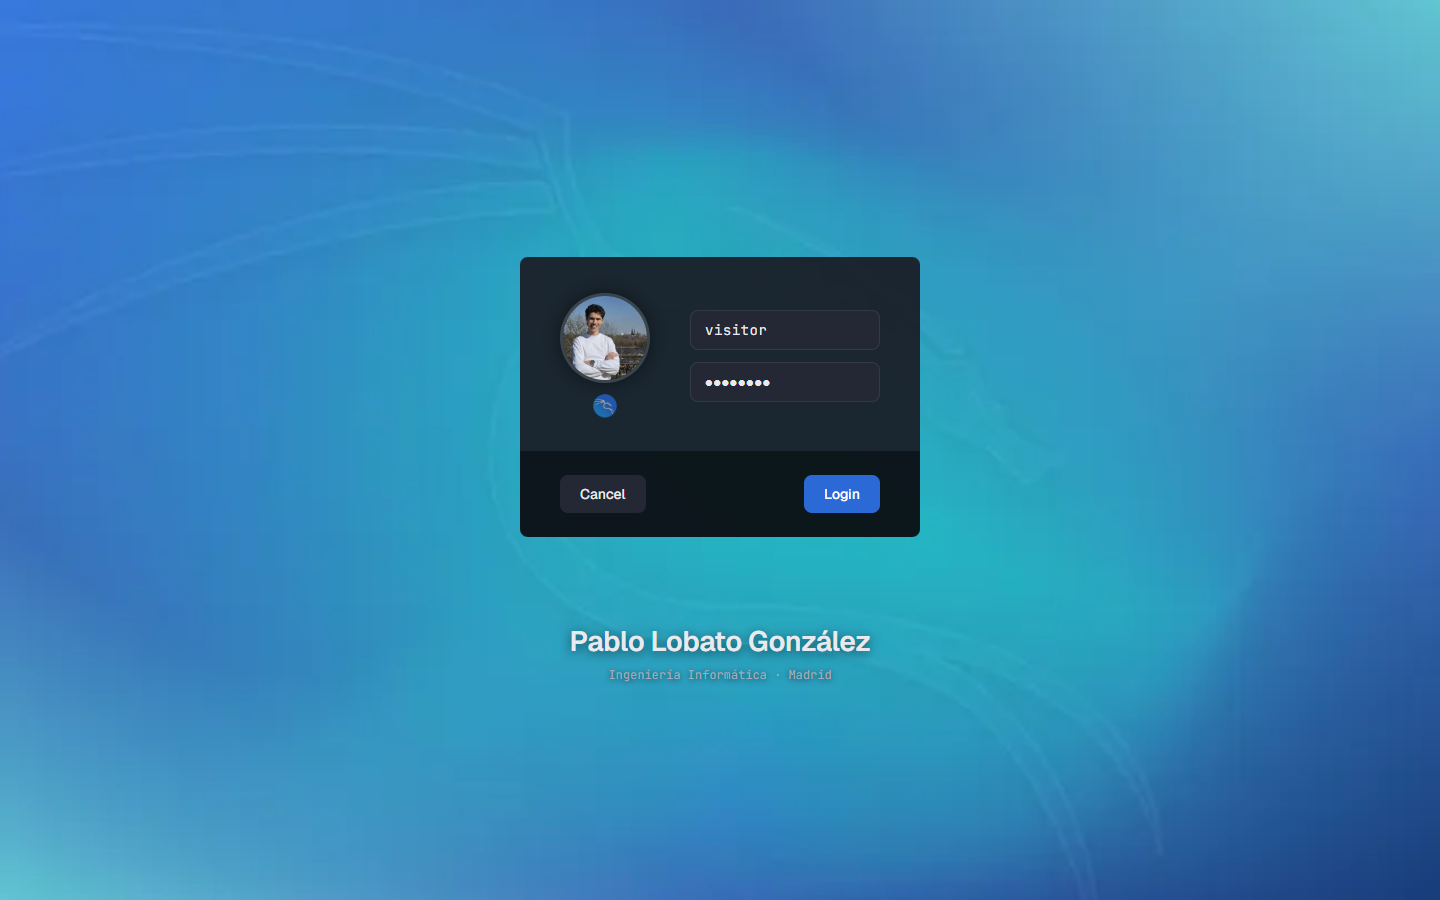 visitor
••••••••
Cancel
Login
Pablo Lobato González
Ingeniería Informática · Madrid